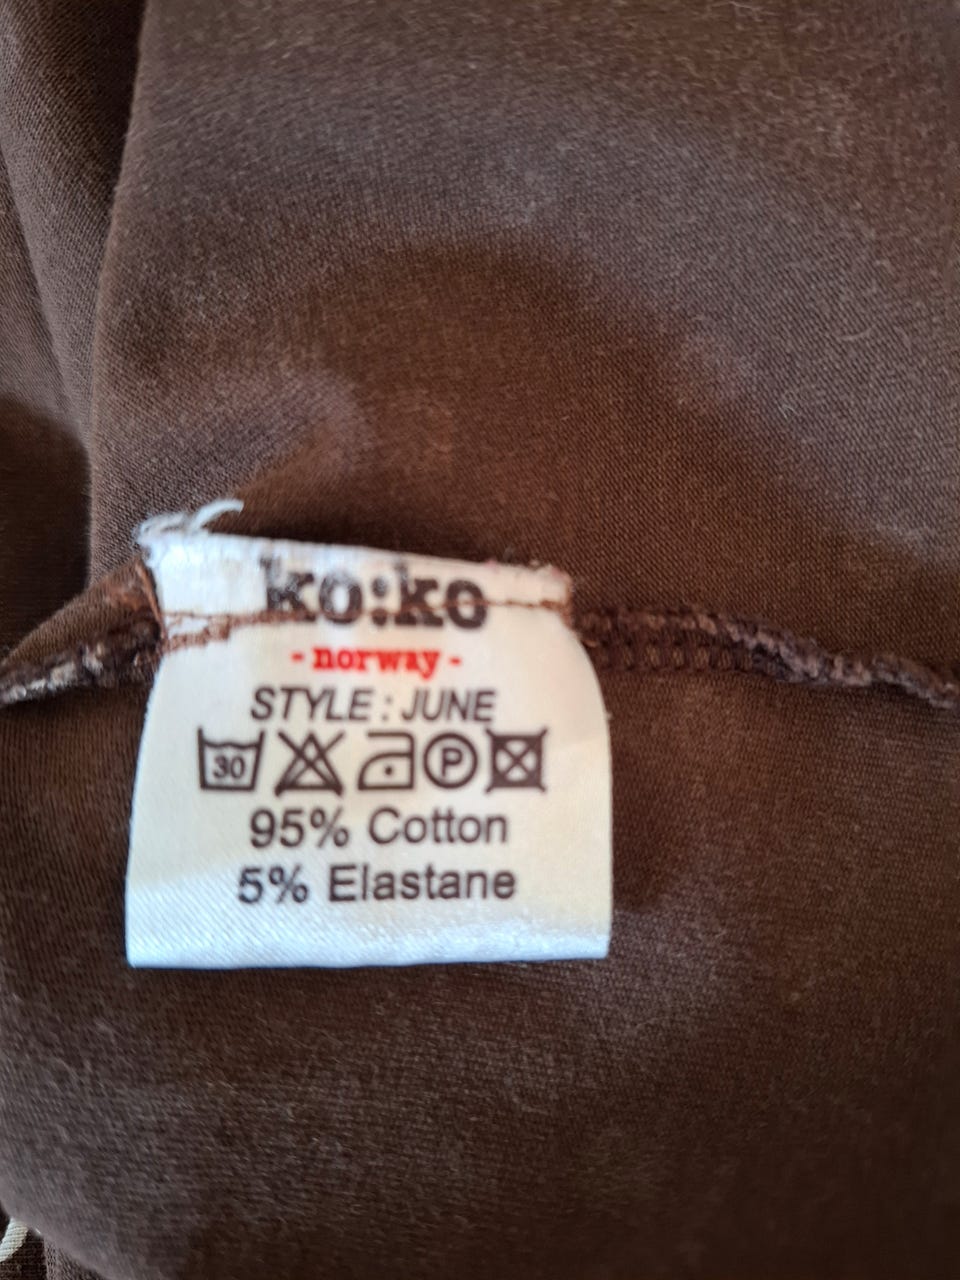 ko:ko
- norway -
STYLE : JUNE
30 P
95% Cotton
5% Elastane